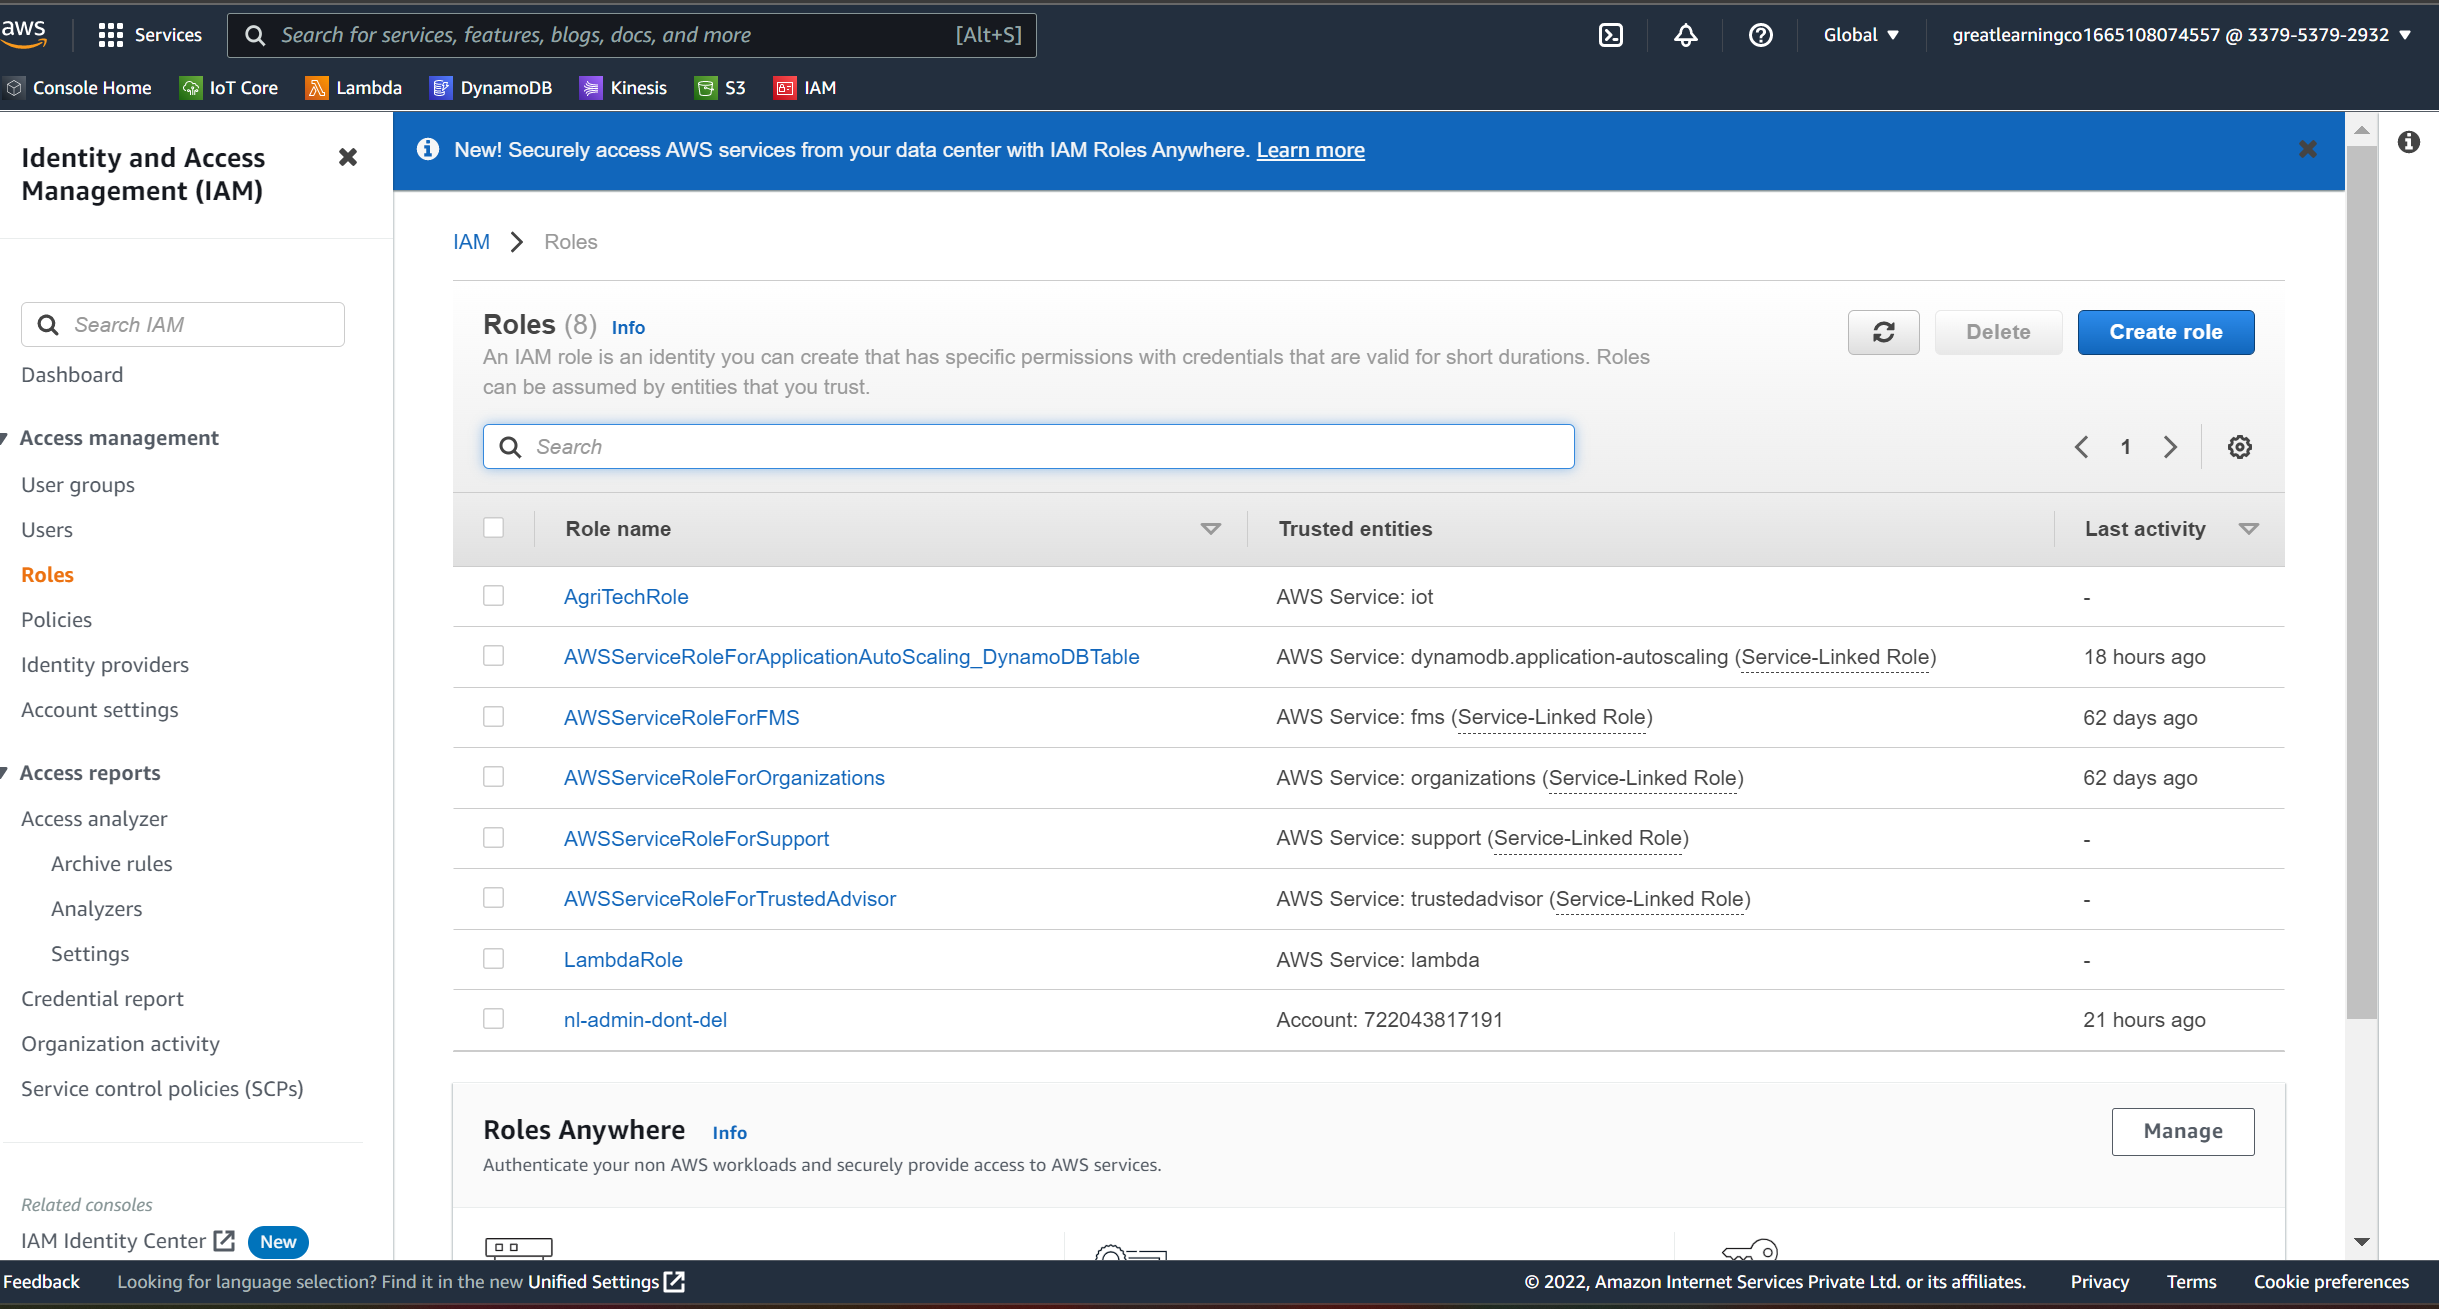 aws
Services
Search for services, features, blogs, docs, and more [Alt+S]
Global
greatlearningco1665108074557 @ 3379-5379-2932
Console Home
IoT Core
Lambda
DynamoDB
Kinesis
S3
IAM
Identity and Access
Management (IAM)
Search IAM
Dashboard
Access management
User groups
Users
Roles
Policies
Identity providers
Account settings
Access reports
Access analyzer
Archive rules
Analyzers
Settings
Credential report
Organization activity
Service control policies (SCPs)
Related consoles
IAM Identity Center New
New! Securely access AWS services from your data center with IAM Roles Anywhere. Learn more
IAM Roles
Roles (8) Info
An IAM role is an identity you can create that has specific permissions with credentials that are valid for short durations. Roles
can be assumed by entities that you trust.
Delete
Create role
Search
1
Role name Trusted entities Last activity
AgriTechRole AWS Service: iot -
AWSServiceRoleForApplicationAutoScaling_DynamoDBTable AWS Service: dynamodb.application-autoscaling (Service-Linked Role) 18 hours ago
AWSServiceRoleForFMS AWS Service: fms (Service-Linked Role) 62 days ago
AWSServiceRoleForOrganizations AWS Service: organizations (Service-Linked Role) 62 days ago
AWSServiceRoleForSupport AWS Service: support (Service-Linked Role) -
AWSServiceRoleForTrustedAdvisor AWS Service: trustedadvisor (Service-Linked Role) -
LambdaRole AWS Service: lambda -
nl-admin-dont-del Account: 722043817191 21 hours ago
Roles Anywhere Info
Authenticate your non AWS workloads and securely provide access to AWS services.
Manage
Feedback
Looking for language selection? Find it in the new Unified Settings
© 2022, Amazon Internet Services Private Ltd. or its affiliates.
Privacy
Terms
Cookie preferences